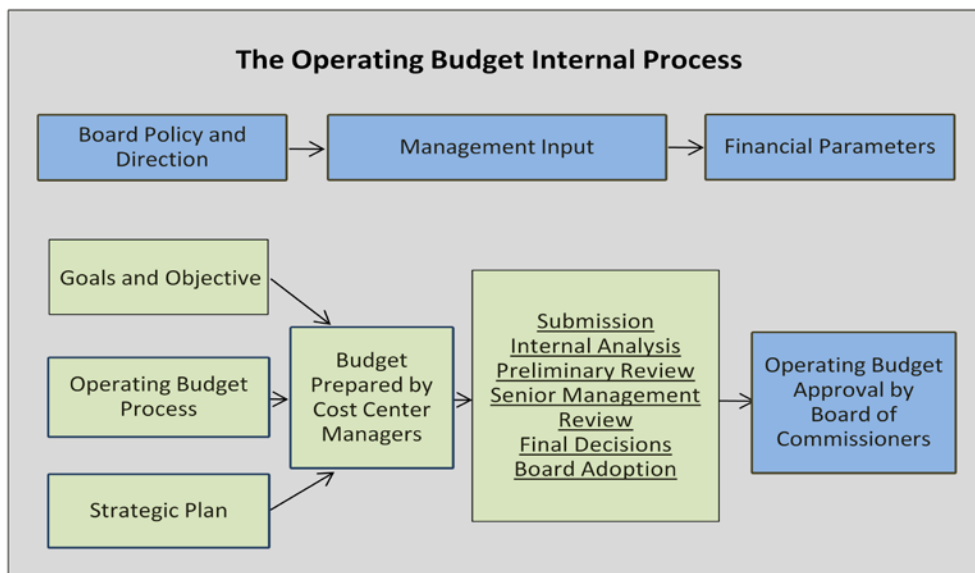 The Operating Budget Internal Process
Board Policy and
Direction
Management Input
Financial Parameters
Goals and Objective
Operating Budget
Process
Strategic Plan
Budget
Prepared by
Cost Center
Managers
Submission
Internal Analysis
Preliminary Review
Senior Management
Review
Final Decisions
Board Adoption
Operating Budget
Approval by
Board of
Commissioners